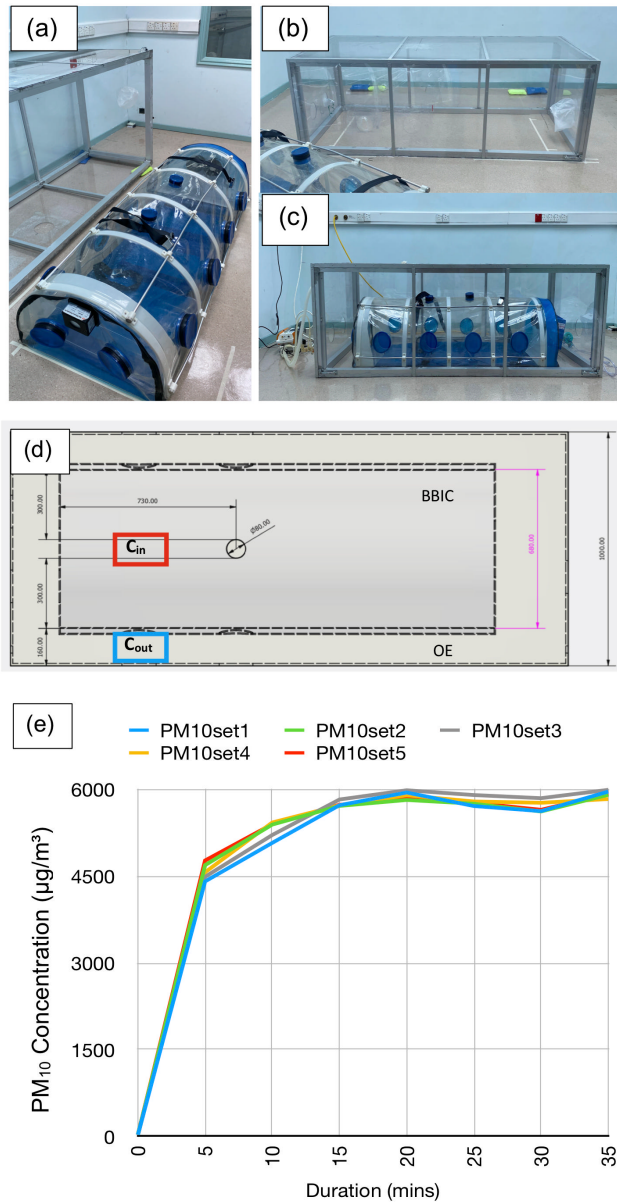 (a)
(b)
(c)
(d)
730.00
BBIC
300.00
Ø80.00
Cin
680.00
1000.00
300.00
Cout
160.00
OE
(e)
PM10set1 PM10set2 PM10set3
PM10set4 PM10set5
PM₁₀ Concentration (µg/m³)
6000
4500
3000
1500
0
0 5 10 15 20 25 30 35
Duration (mins)